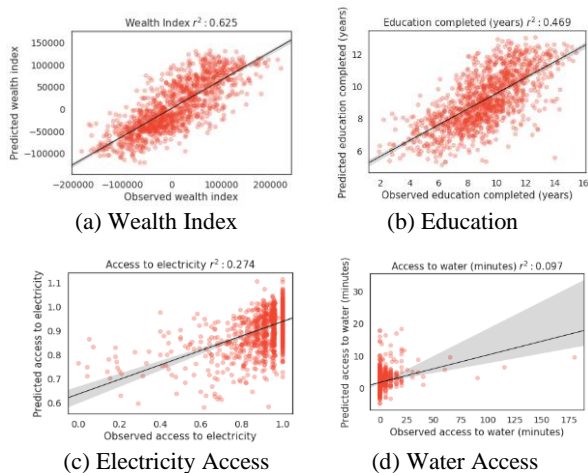 Wealth Index r² : 0.625
Predicted wealth index
150000
100000
50000
0
−50000
−100000
−200000 −100000 0 100000 200000
Observed wealth index
(a) Wealth Index
Education completed (years) r² : 0.469
Predicted education completed (years)
12
10
8
6
2 4 6 8 10 12 14 16
Observed education completed (years)
(b) Education
Access to electricity r² : 0.274
Predicted access to electricity
1.1
1.0
0.9
0.8
0.7
0.6
0.0 0.2 0.4 0.6 0.8 1.0
Observed access to electricity
(c) Electricity Access
Access to water (minutes) r² : 0.097
Predicted access to water (minutes)
30
20
10
0
0 25 50 75 100 125 150 175
Observed access to water (minutes)
(d) Water Access